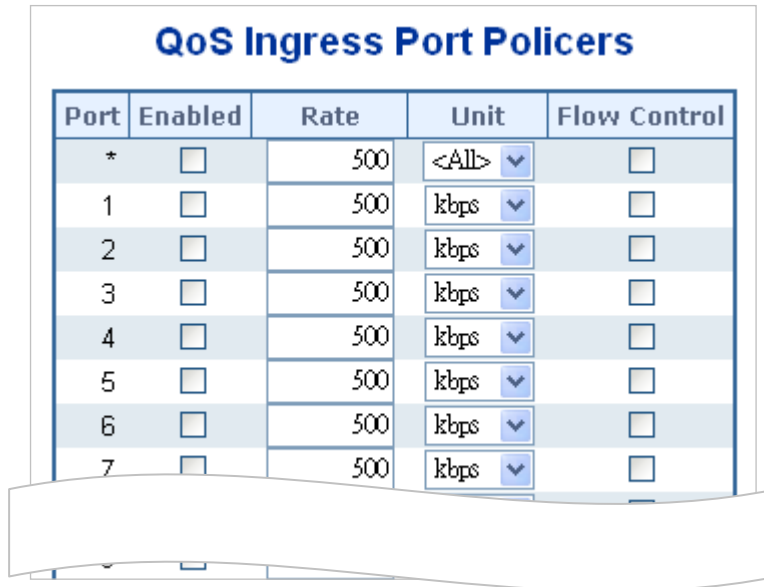 QoS Ingress Port Policers
Port Enabled Rate Unit Flow Control
* 500 <All>
1 500 kbps
2 500 kbps
3 500 kbps
4 500 kbps
5 500 kbps
6 500 kbps
7 500 kbps